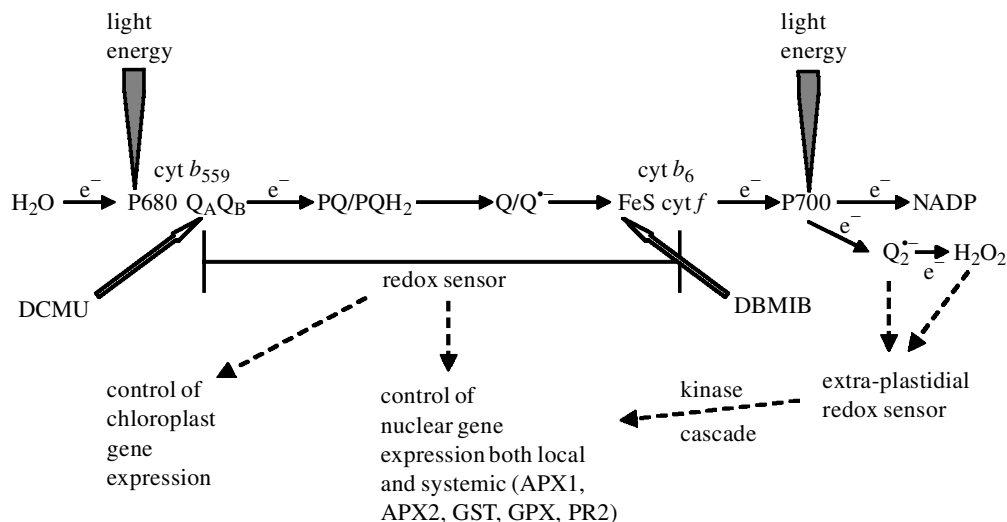 light
energy
light
energy
cyt b₅₅₉
cyt b₆
H₂O e⁻ P680 Q_AQ_B e⁻ PQ/PQH₂ Q/Q•⁻ FeS cyt f e⁻ P700 e⁻ NADP
e⁻
Q₂•⁻ e⁻ H₂O₂
redox sensor
DCMU
DBMIB
control of
chloroplast
gene
expression
control of
nuclear gene
expression both local
and systemic (APX1,
APX2, GST, GPX, PR2)
kinase
cascade
extra-plastidial
redox sensor